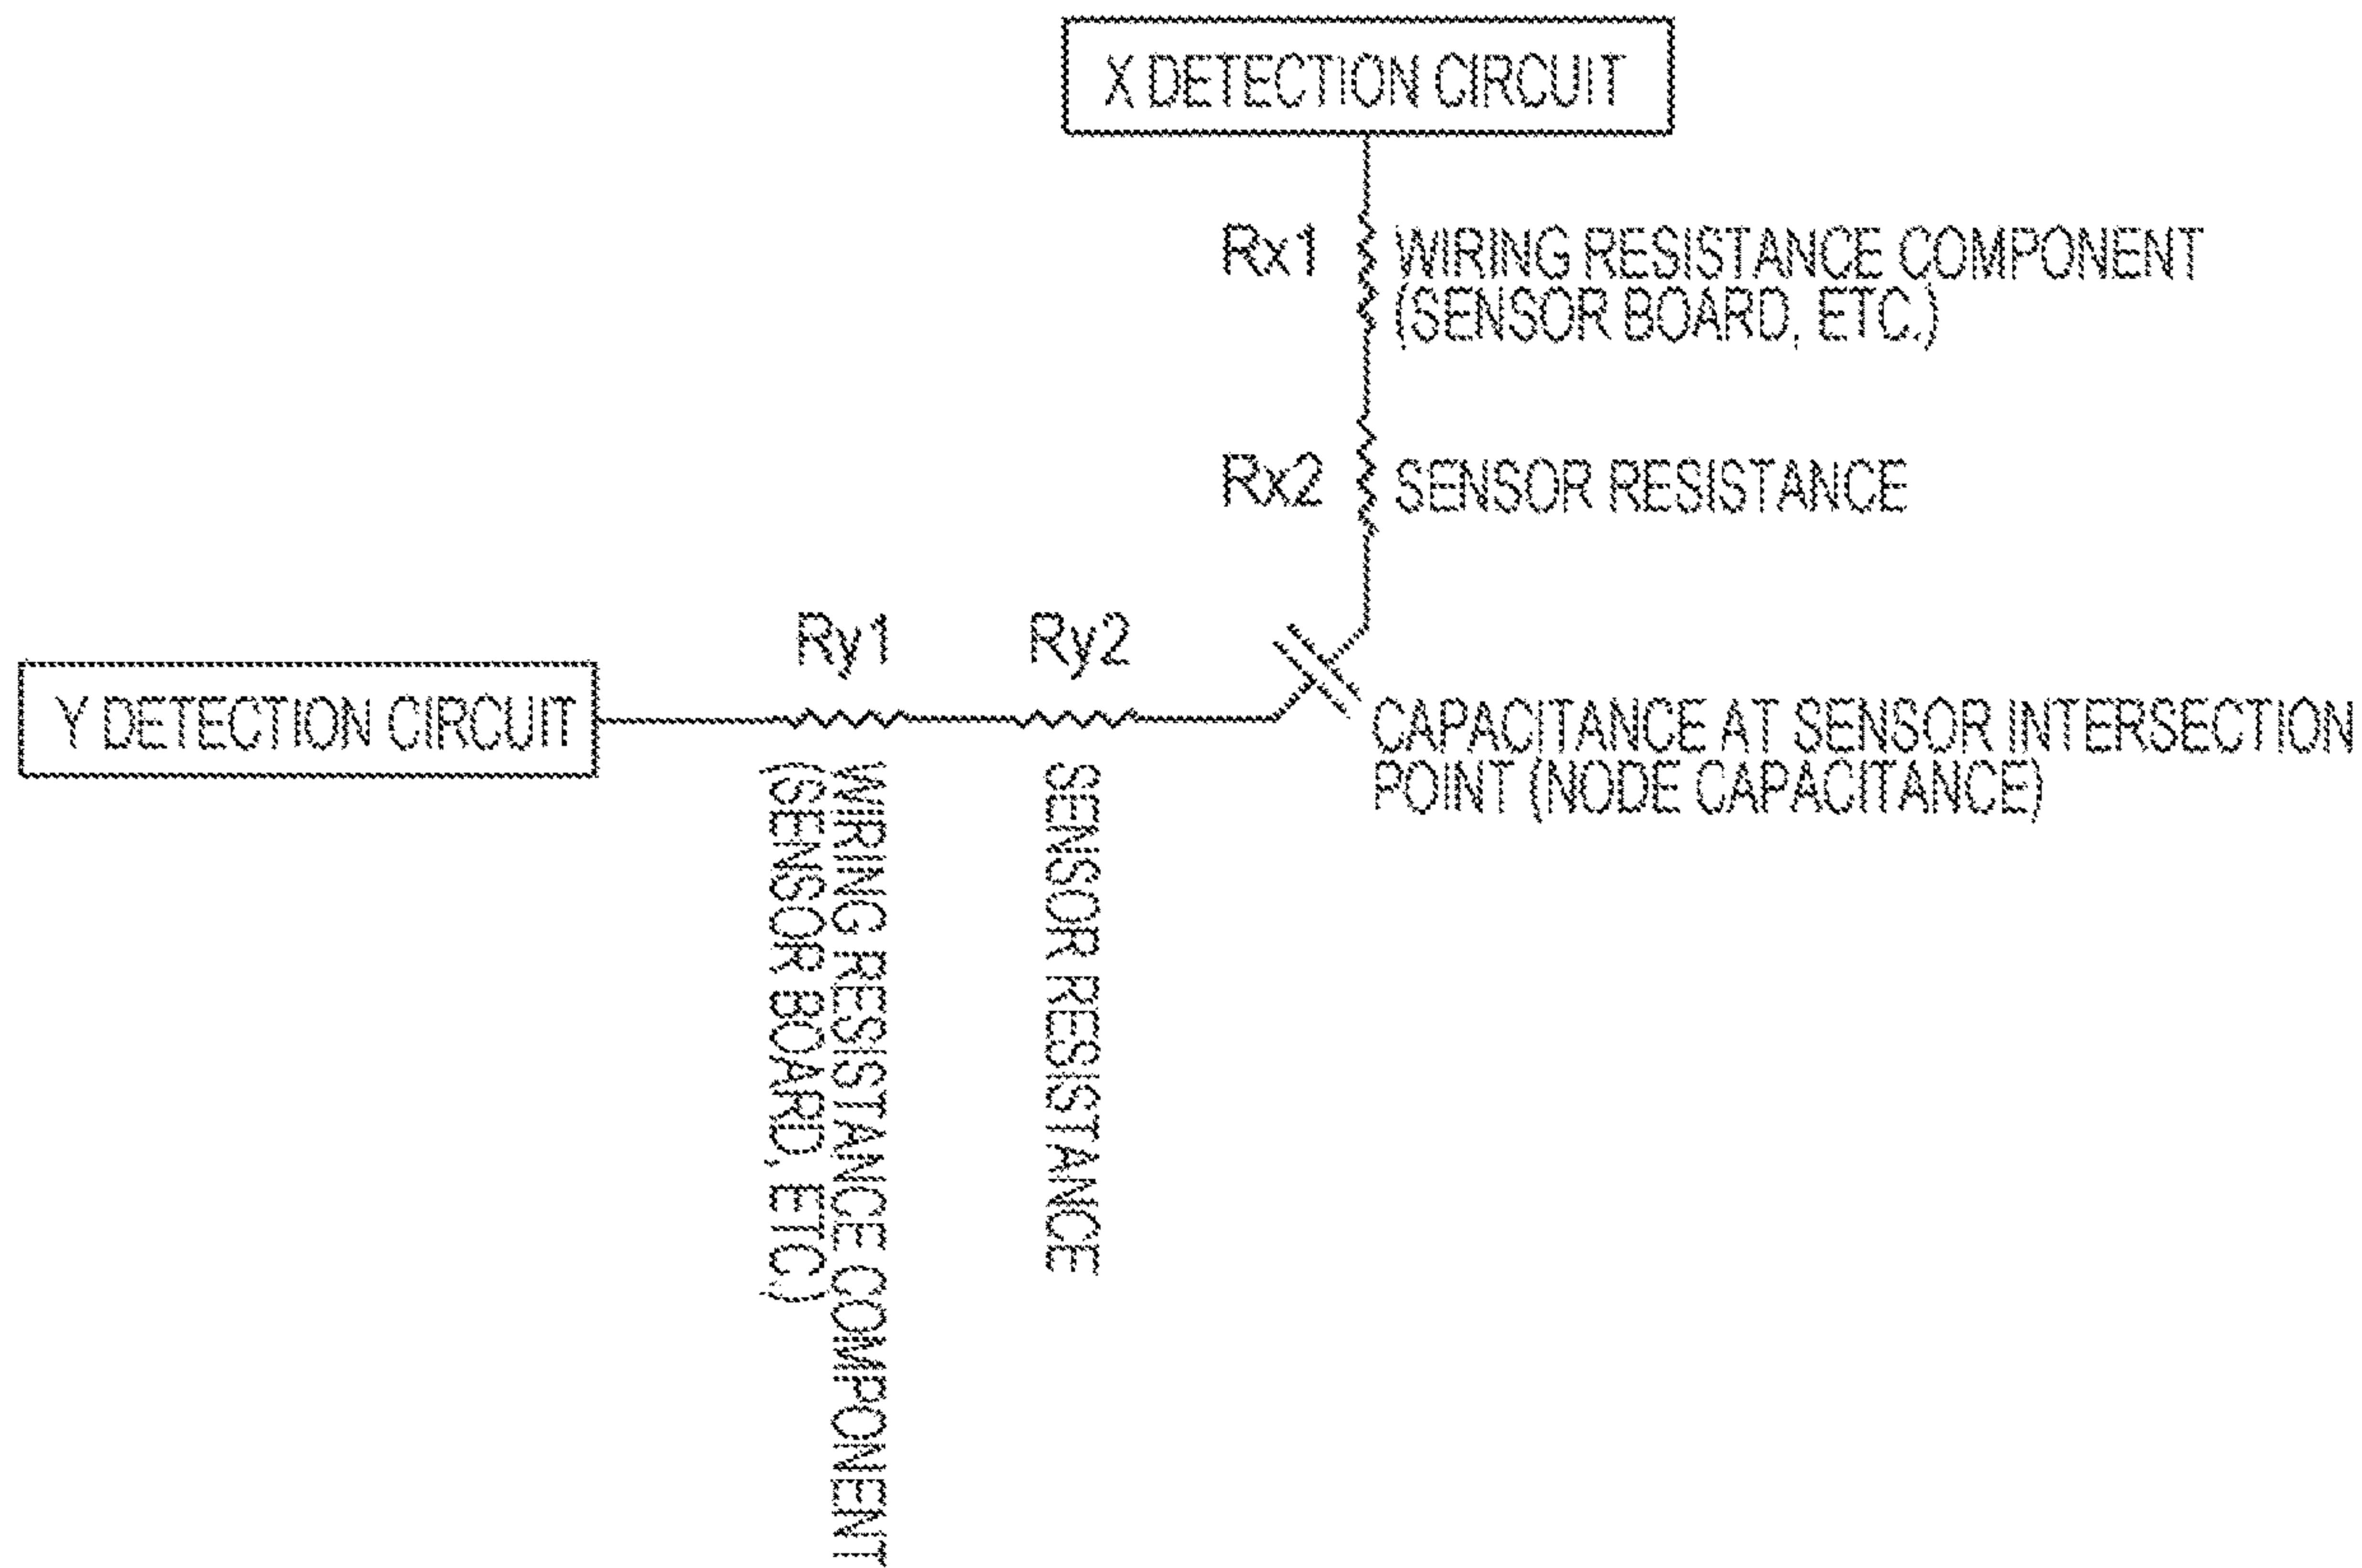 X DETECTION CIRCUIT
Rx1
WIRING RESISTANCE COMPONENT
(SENSOR BOARD, ETC.)
Rx2
SENSOR RESISTANCE
Ry1
Ry2
Y DETECTION CIRCUIT
CAPACITANCE AT SENSOR INTERSECTION
POINT (NODE CAPACITANCE)
WIRING RESISTANCE COMPONENT
(SENSOR BOARD, ETC.)
SENSOR RESISTANCE